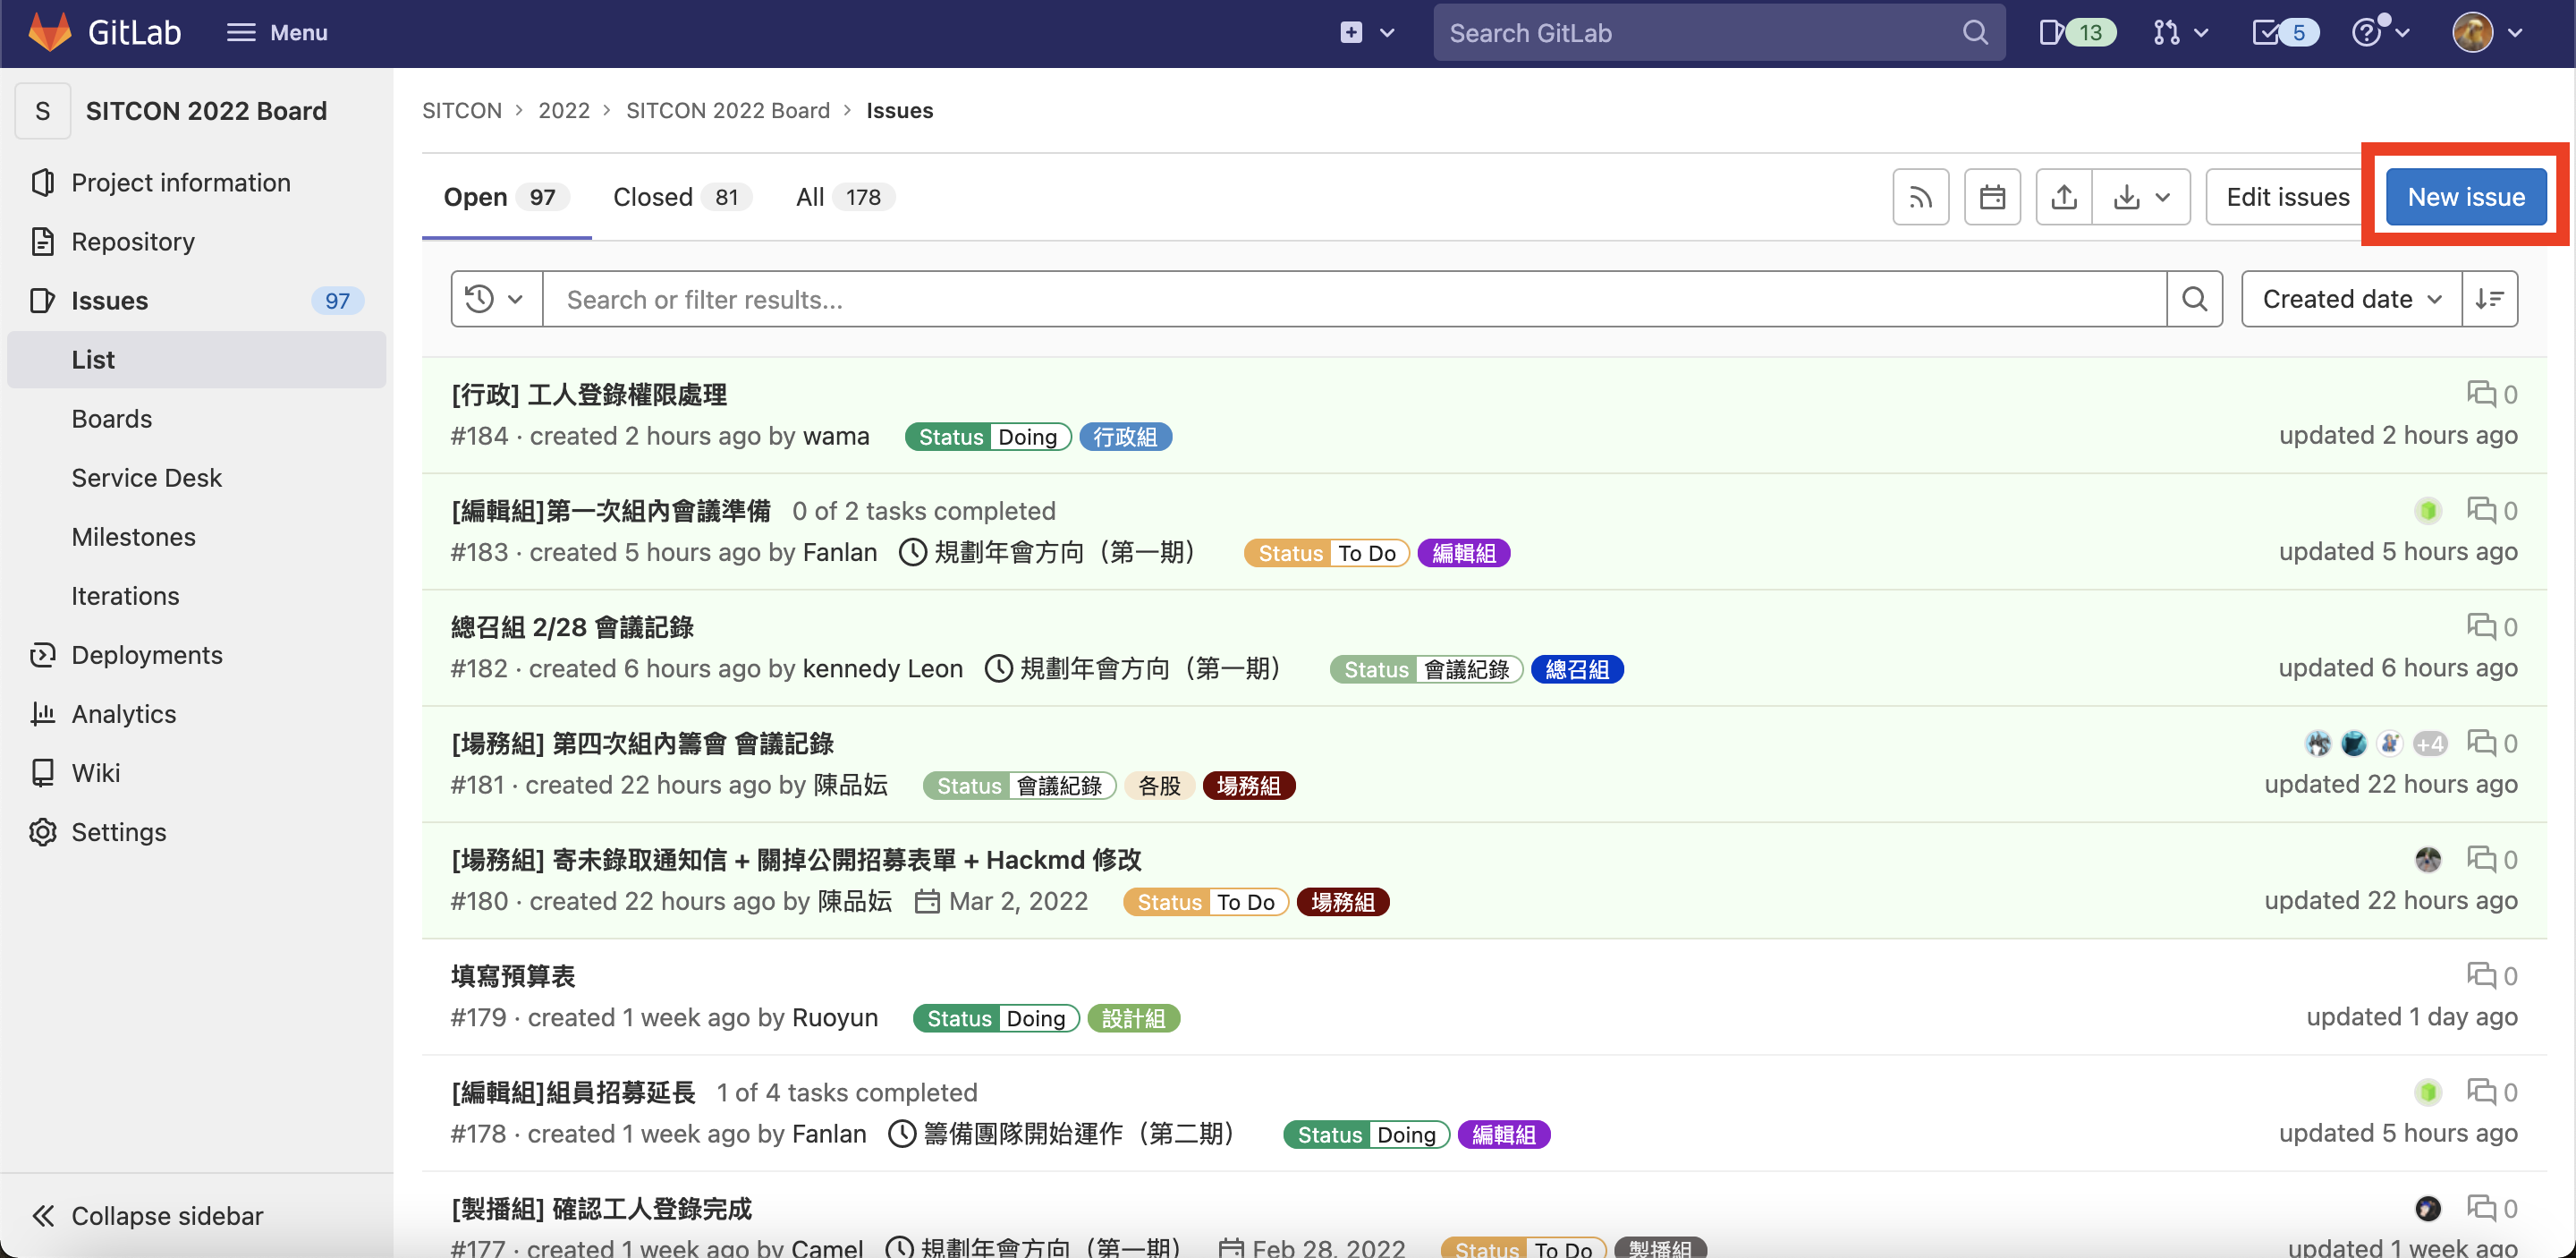 GitLab
Menu
Search GitLab
13
5
S SITCON 2022 Board
Project information
Repository
Issues 97
List
Boards
Service Desk
Milestones
Iterations
Deployments
Analytics
Wiki
Settings
Collapse sidebar
SITCON > 2022 > SITCON 2022 Board > Issues
Open 97 Closed 81 All 178
Edit issues New issue
Search or filter results...
Created date
[行政] 工人登錄權限處理 0
#184 · created 2 hours ago by wama Status Doing 行政組 updated 2 hours ago
[編輯組]第一次組內會議準備 0 of 2 tasks completed 0
#183 · created 5 hours ago by Fanlan 規劃年會方向（第一期） Status To Do 編輯組 updated 5 hours ago
總召組 2/28 會議記錄 0
#182 · created 6 hours ago by kennedy Leon 規劃年會方向（第一期） Status 會議紀錄 總召組 updated 6 hours ago
[場務組] 第四次組內籌會 會議記錄 +4 0
#181 · created 22 hours ago by 陳品妘 Status 會議紀錄 各股 場務組 updated 22 hours ago
[場務組] 寄未錄取通知信 + 關掉公開招募表單 + Hackmd 修改 0
#180 · created 22 hours ago by 陳品妘 Mar 2, 2022 Status To Do 場務組 updated 22 hours ago
填寫預算表 0
#179 · created 1 week ago by Ruoyun Status Doing 設計組 updated 1 day ago
[編輯組]組員招募延長 1 of 4 tasks completed 0
#178 · created 1 week ago by Fanlan 籌備團隊開始運作（第二期） Status Doing 編輯組 updated 5 hours ago
[製播組] 確認工人登錄完成 0
#177 · created 1 week ago by Camel 規劃年會方向（第一期） Feb 28, 2022 Status To Do 製播組 updated 1 week ago